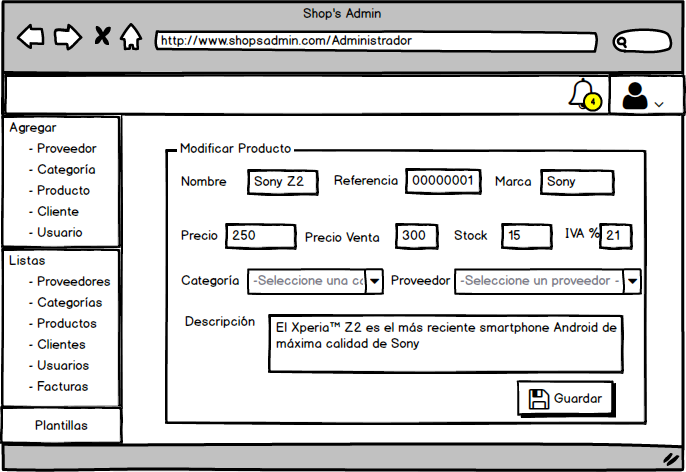 Shop's Admin
http://www.shopsadmin.com/Administrador
4
Agregar
- Proveedor
- Categoría
- Producto
- Cliente
- Usuario
Listas
- Proveedores
- Categorías
- Productos
- Clientes
- Usuarios
- Facturas
Plantillas
Modificar Producto
Nombre Sony Z2 Referencia 00000001 Marca Sony
Precio 250 Precio Venta 300 Stock 15 IVA % 21
Categoría -Seleccione una ca Proveedor -Seleccione un proveedor -
Descripción El Xperia™ Z2 es el más reciente smartphone Android de
máxima calidad de Sony
Guardar